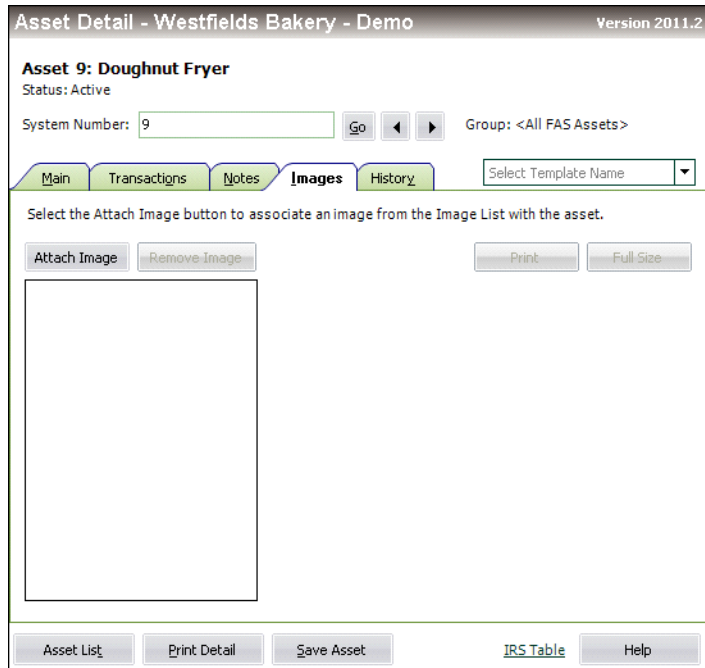 Asset Detail - Westfields Bakery - Demo Version 2011.2
Asset 9: Doughnut Fryer
Status: Active
System Number: 9 Go Group: <All FAS Assets>
Main Transactions Notes Images History Select Template Name
Select the Attach Image button to associate an image from the Image List with the asset.
Attach Image Remove Image Print Full Size
Asset List Print Detail Save Asset IRS Table Help